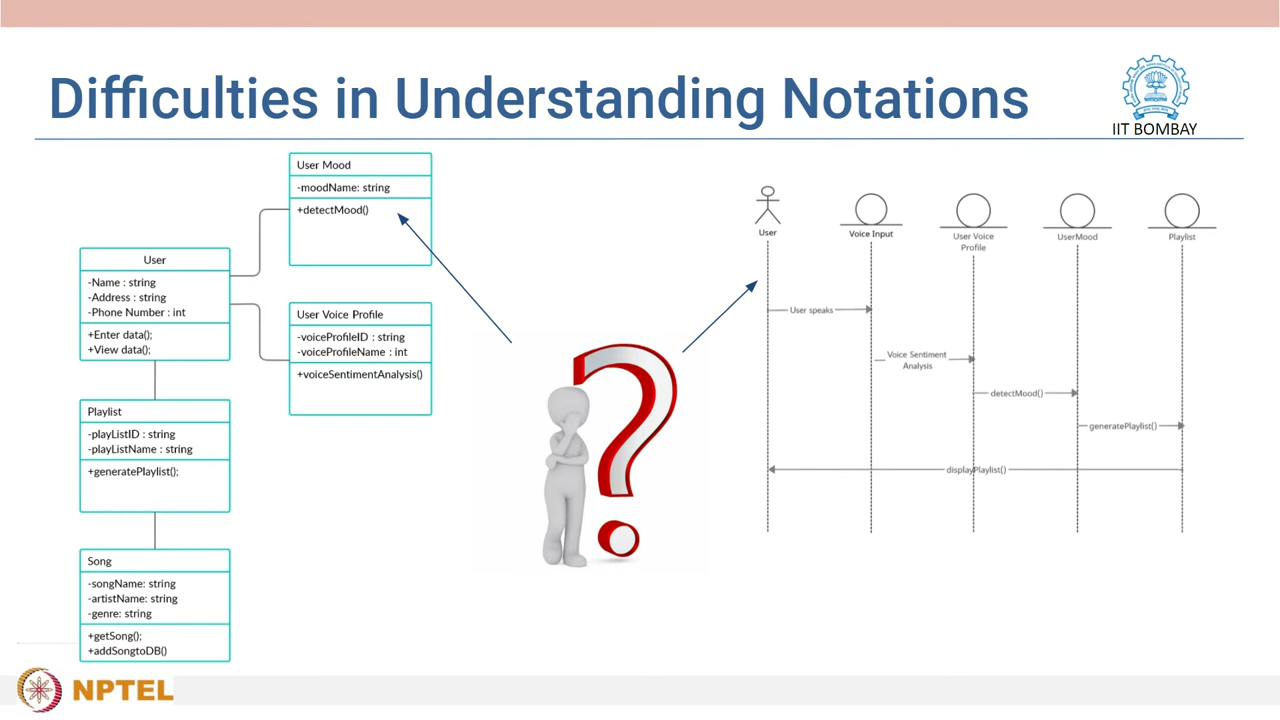 Difficulties in Understanding Notations
IIT BOMBAY
User Mood
-moodName: string
+detectMood()
User
-Name : string
-Address : string
-Phone Number : int
+Enter data();
+View data();
User Voice Profile
-voiceProfileID : string
-voiceProfileName : int
+voiceSentimentAnalysis()
Playlist
-playListID : string
-playListName : string
+generatePlaylist();
Song
-songName: string
-artistName: string
-genre: string
+getSong();
+addSongtoDB()
User
Voice Input
User Voice
Profile
UserMood
Playlist
User speaks
Voice Sentiment
Analysis
detectMood()
generatePlaylist()
displayPlaylist()
NPTEL